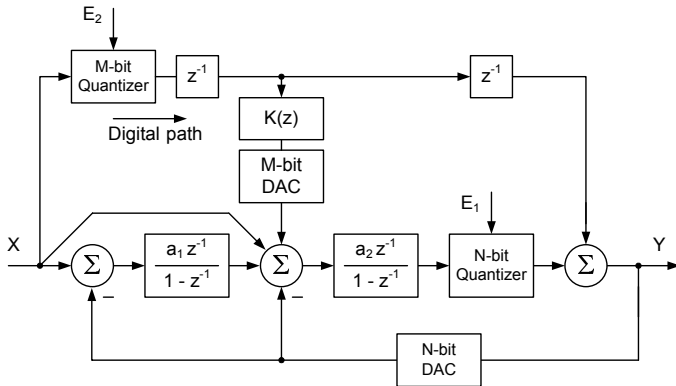 E2
M-bit
Quantizer
z-1
z-1
Digital path
K(z)
M-bit
DAC
E1
X
Y
Σ
a1 z-1
1 - z-1
Σ
a2 z-1
1 - z-1
N-bit
Quantizer
Σ
−
−
N-bit
DAC